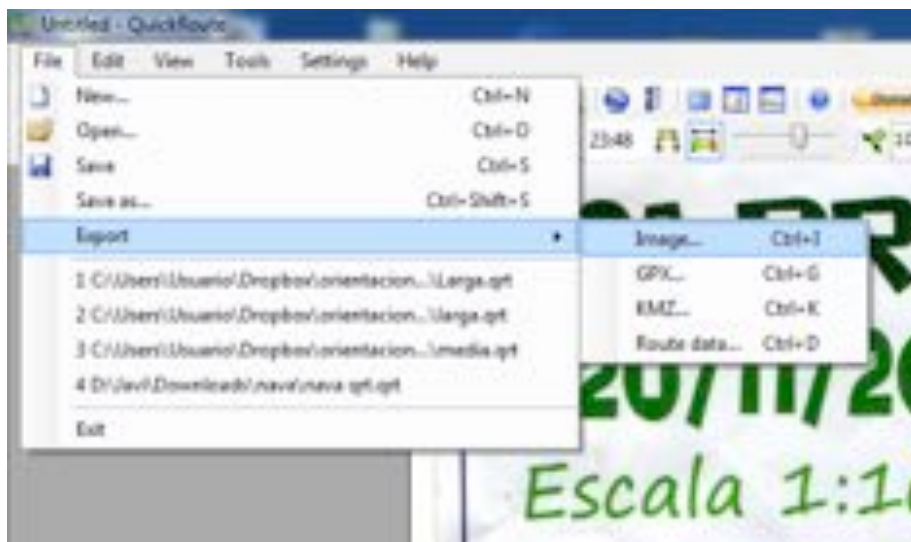 Untitled - QuickRoute
File Edit View Tools Settings Help
New... Ctrl+N
Open... Ctrl+O
Save Ctrl+S
Save as... Ctrl+Shift+S
Export
1 C:\Users\Usuario\Dropbox\orientacion...\Larga.qrt
2 C:\Users\Usuario\Dropbox\orientacion...\larga.qrt
3 C:\Users\Usuario\Dropbox\orientacion...\media.qrt
4 D:\Javi\Downloads\nava\nava qrt.qrt
Exit
Image... Ctrl+I
GPX... Ctrl+G
KMZ... Ctrl+K
Route data... Ctrl+D
23:48
20/11/20
Escala 1:1